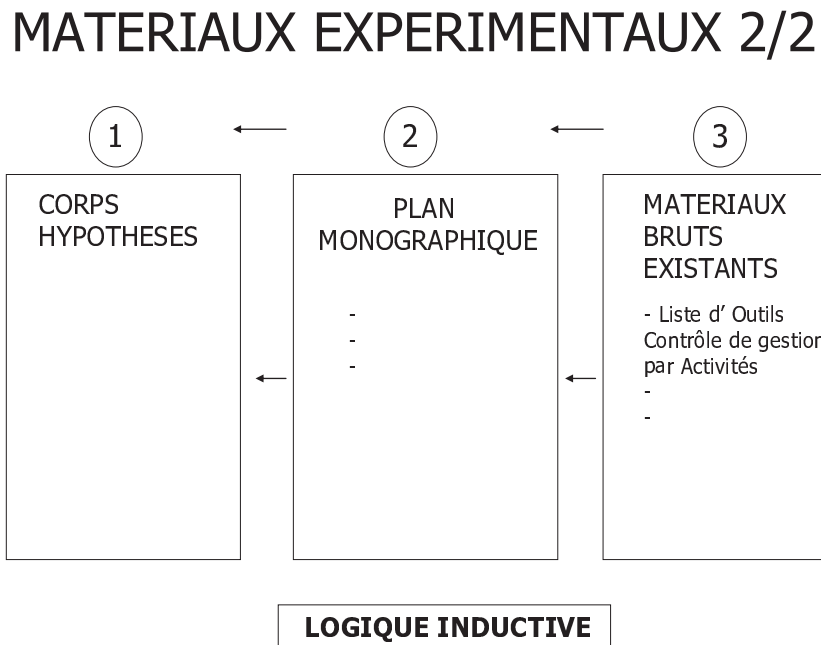 MATERIAUX EXPERIMENTAUX 2/2
1
2
3
CORPS
HYPOTHESES
PLAN
MONOGRAPHIQUE
-
-
-
MATERIAUX
BRUTS
EXISTANTS
- Liste d’ Outils
Contrôle de gestion
par Activités
-
-
LOGIQUE INDUCTIVE